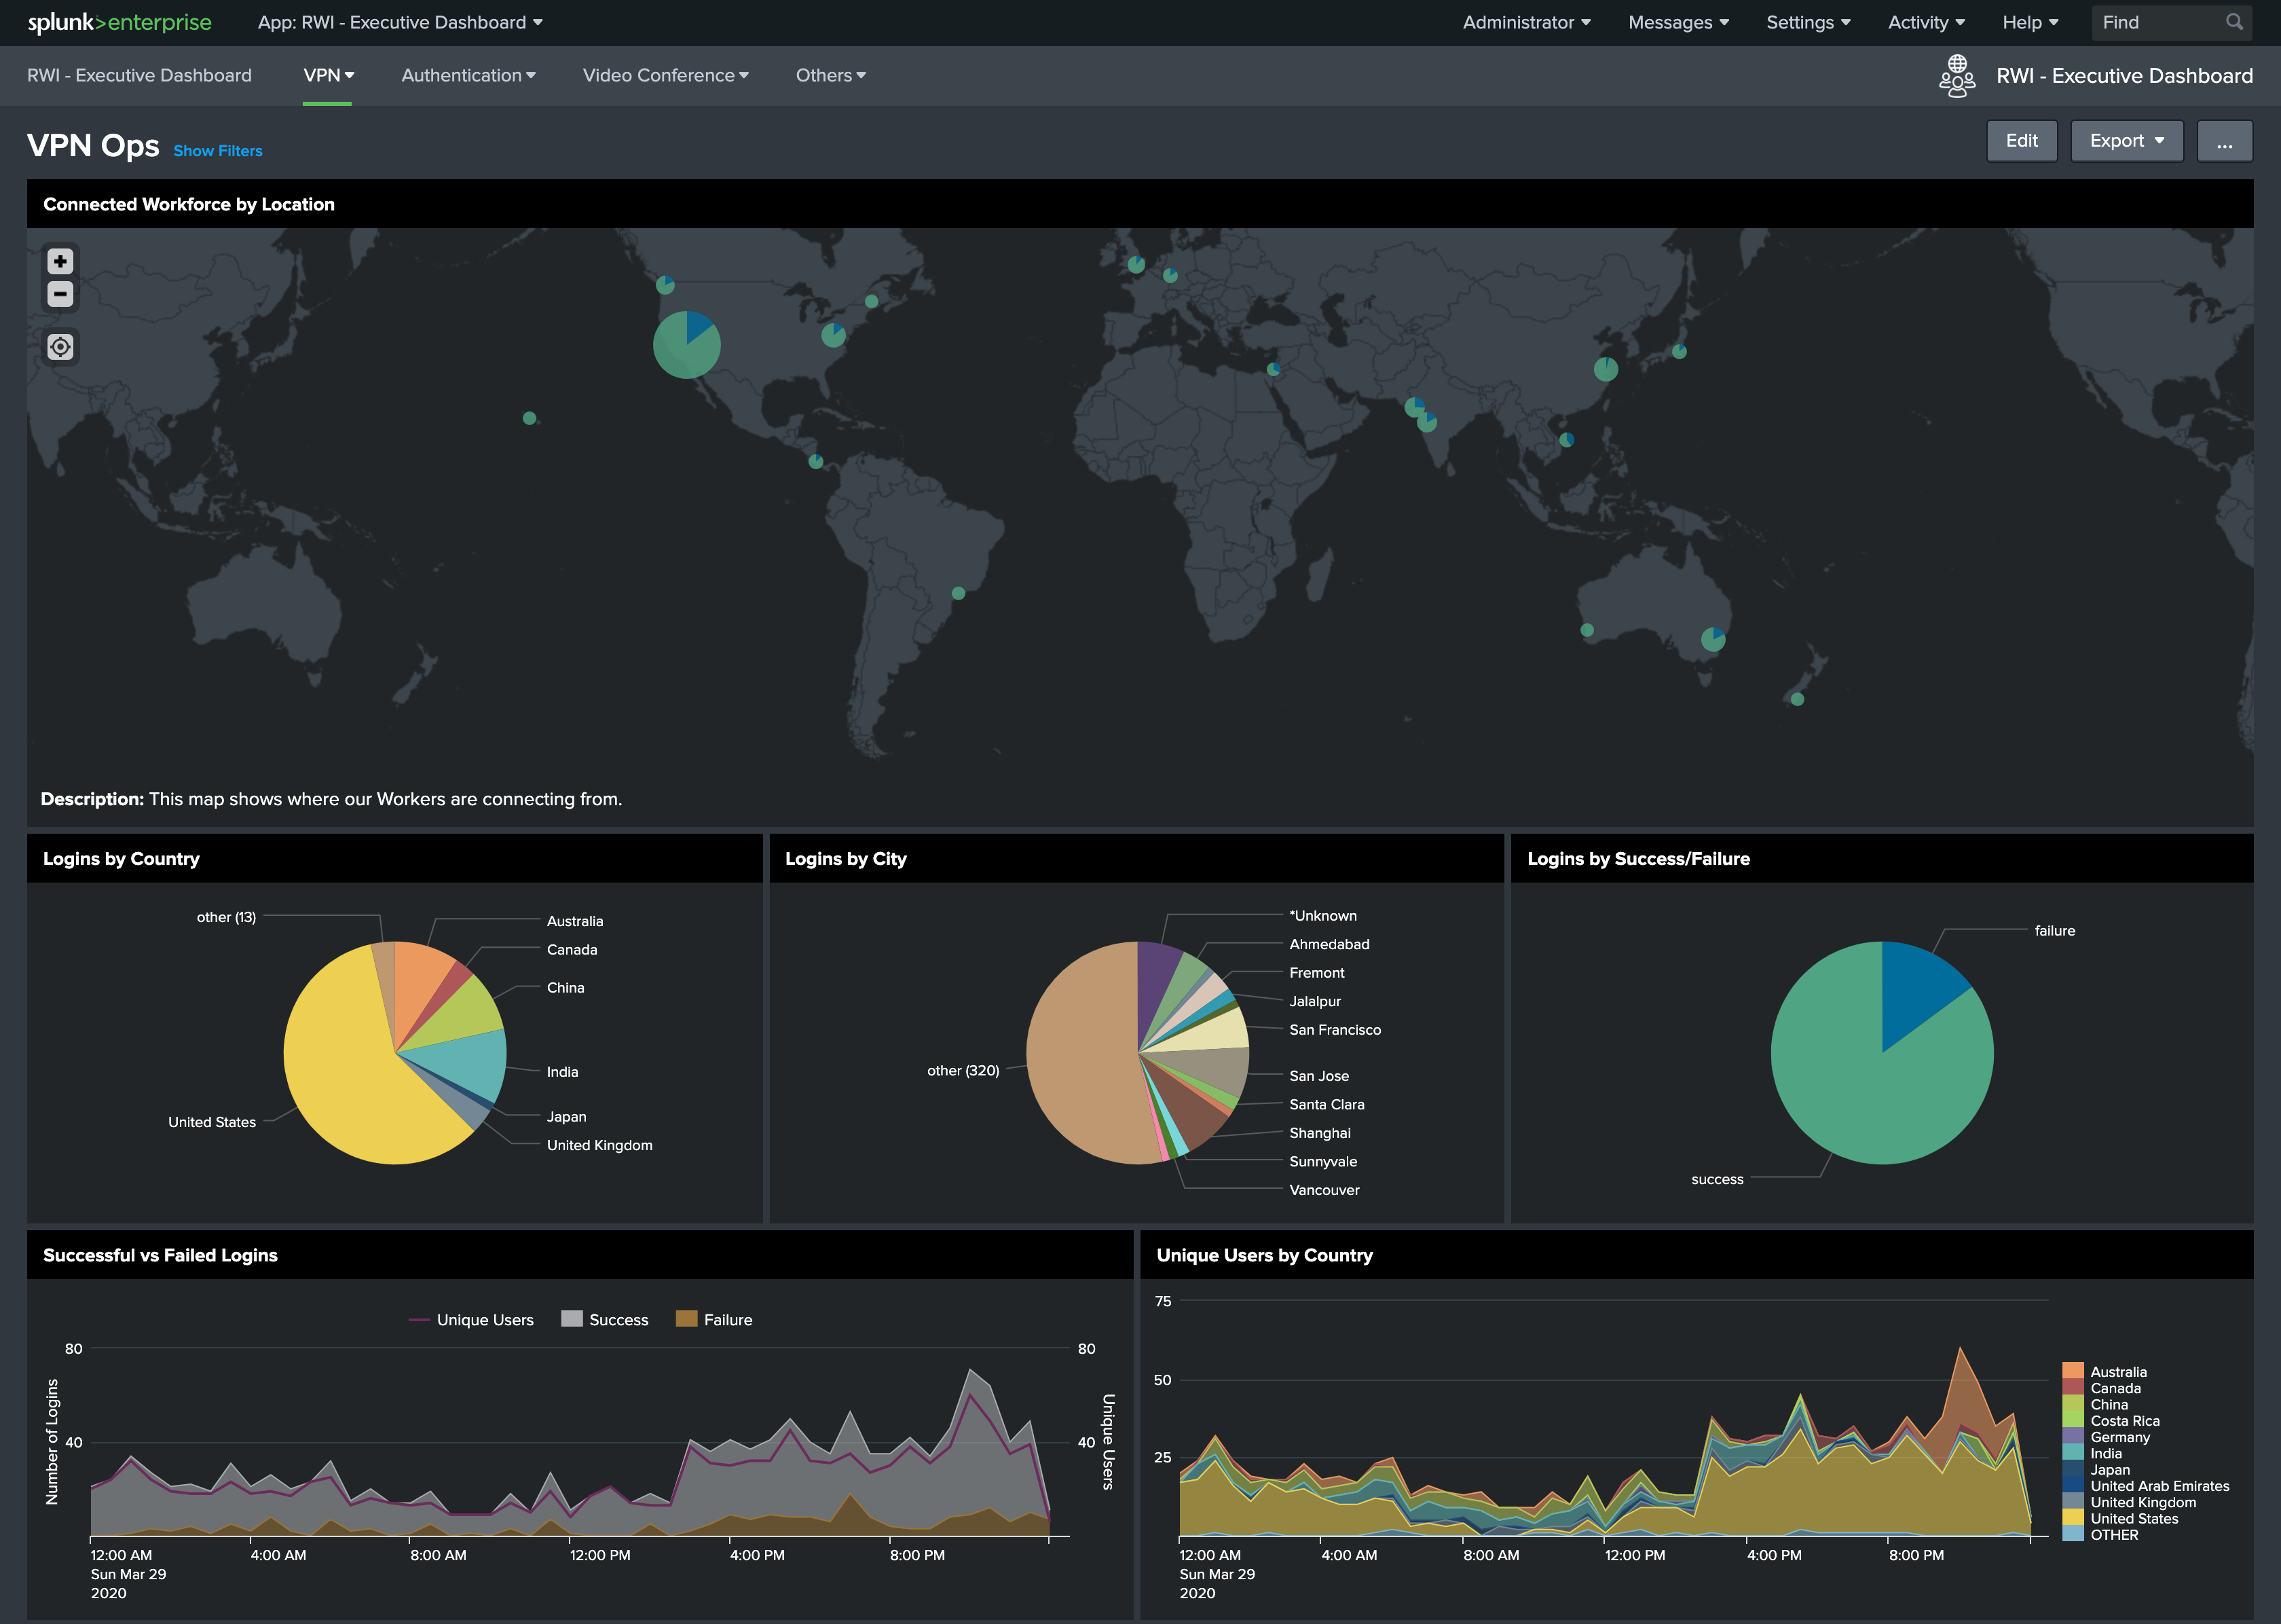 splunk>enterprise App: RWI - Executive Dashboard Administrator Messages Settings Activity Help Find
RWI - Executive Dashboard VPN Authentication Video Conference Others RWI - Executive Dashboard
VPN Ops Show Filters Edit Export ...
Connected Workforce by Location
Description: This map shows where our Workers are connecting from.
Logins by Country
other (13)
Australia
Canada
China
India
Japan
United Kingdom
United States
Logins by City
*Unknown
Ahmedabad
Fremont
Jalalpur
San Francisco
San Jose
Santa Clara
Shanghai
Sunnyvale
Vancouver
other (320)
Logins by Success/Failure
failure
success
Successful vs Failed Logins
Unique Users Success Failure
Number of Logins
80
40
80
40
Unique Users
12:00 AM 4:00 AM 8:00 AM 12:00 PM 4:00 PM 8:00 PM
Sun Mar 29
2020
Unique Users by Country
75
50
25
12:00 AM 4:00 AM 8:00 AM 12:00 PM 4:00 PM 8:00 PM
Sun Mar 29
2020
Australia
Canada
China
Costa Rica
Germany
India
Japan
United Arab Emirates
United Kingdom
United States
OTHER